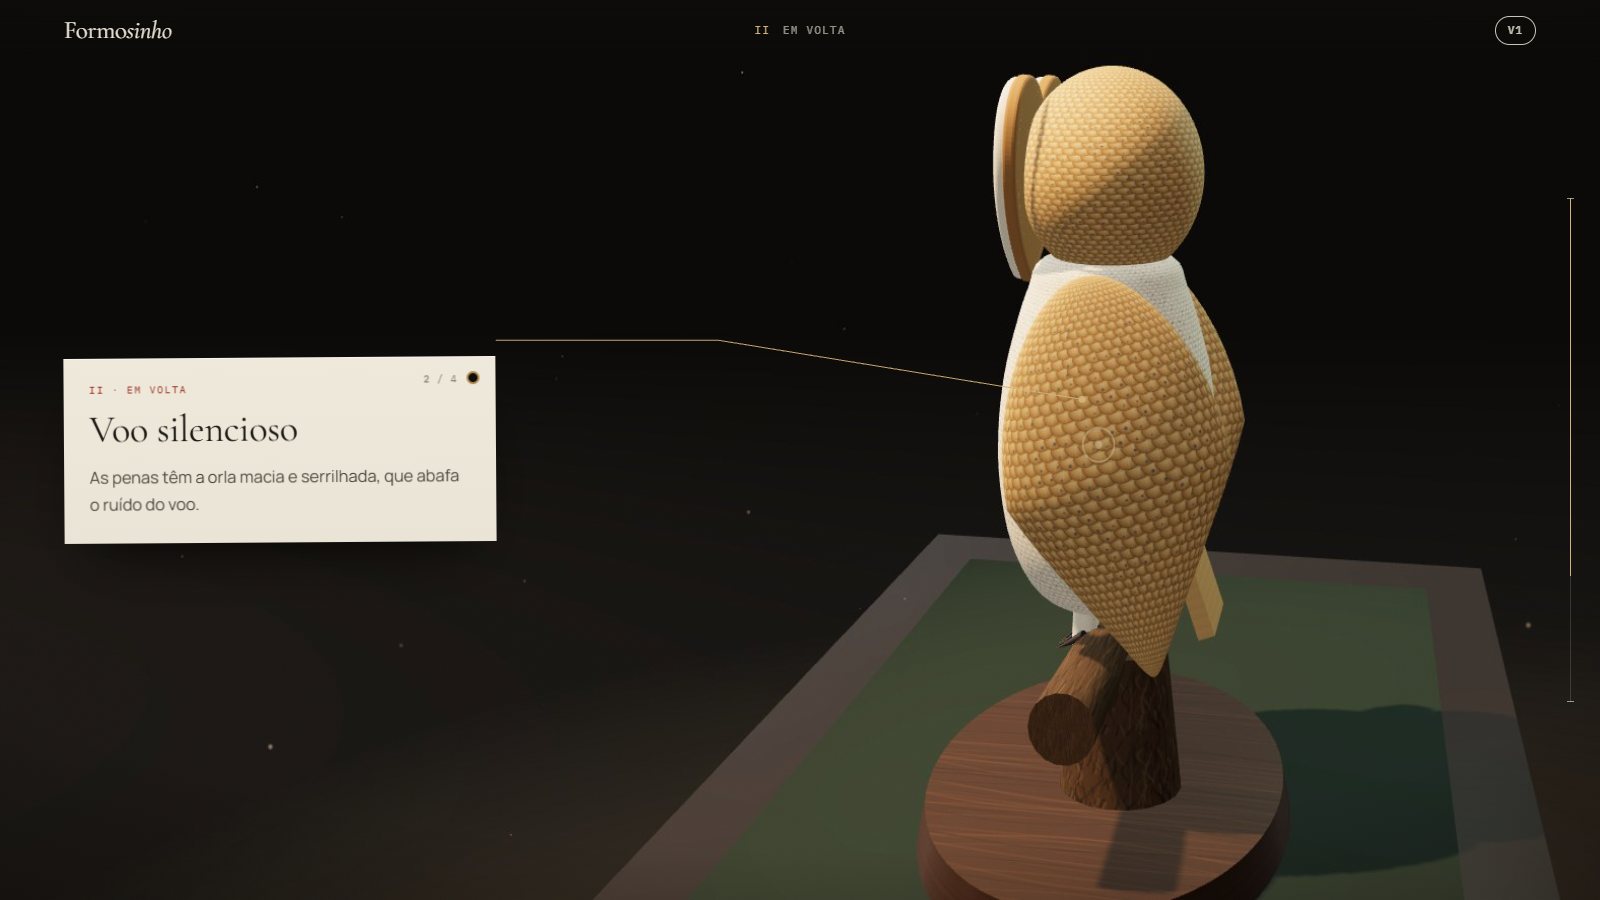 Formosinho
II EM VOLTA
V1
II · EM VOLTA
2 / 4
Voo silencioso
As penas têm a orla macia e serrilhada, que abafa
o ruído do voo.